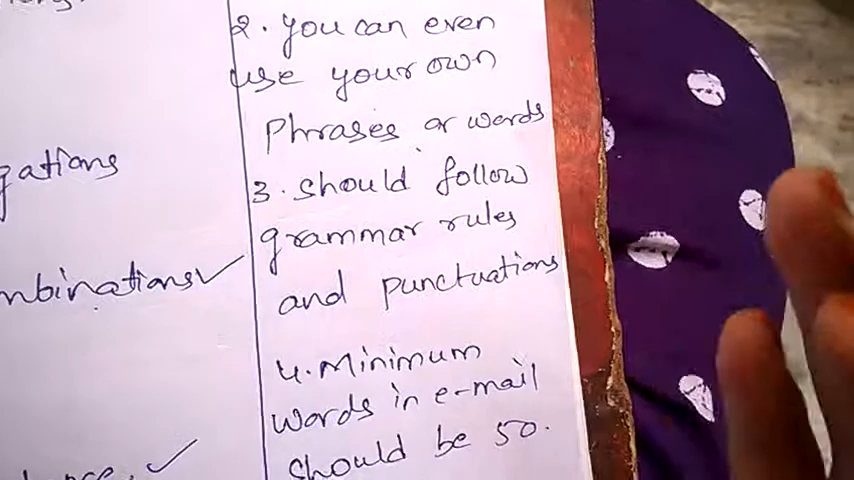 2. you can even
use your own
Phrases or words
gations
3. should follow
grammar rules
mbinations
and punctuations
4. Minimum
words in e-mail
should be 50.